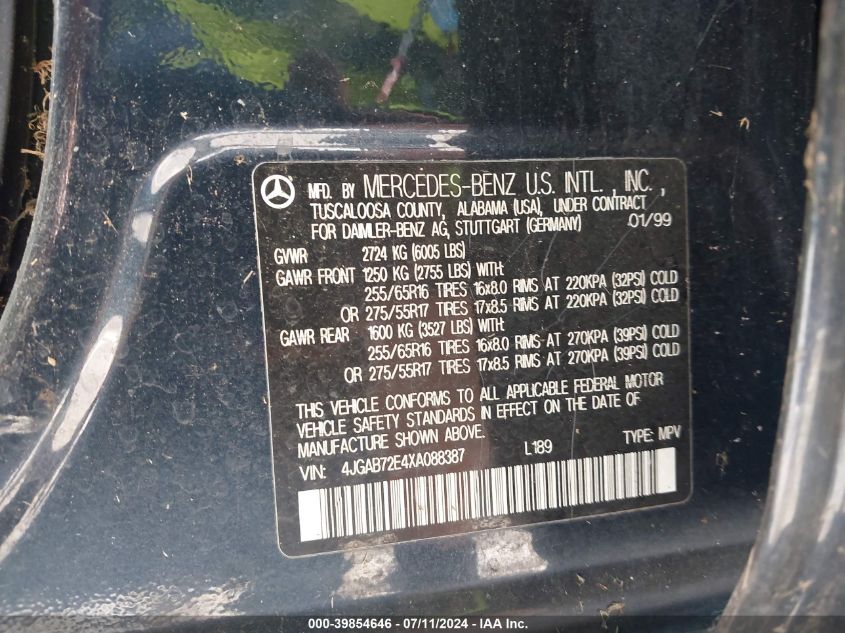 MFD. BY MERCEDES-BENZ U.S. INTL., INC.,
TUSCALOOSA COUNTY, ALABAMA (USA), UNDER CONTRACT
FOR DAIMLER-BENZ AG, STUTTGART (GERMANY) 01/99
GVWR 2724 KG (6005 LBS)
GAWR FRONT 1250 KG (2755 LBS) WITH:
255/65R16 TIRES 16x8.0 RIMS AT 220KPA (32PSI) COLD
OR 275/55R17 TIRES 17x8.5 RIMS AT 220KPA (32PSI) COLD
GAWR REAR 1600 KG (3527 LBS) WITH:
255/65R16 TIRES 16x8.0 RIMS AT 270KPA (39PSI) COLD
OR 275/55R17 TIRES 17x8.5 RIMS AT 270KPA (39PSI) COLD
THIS VEHICLE CONFORMS TO ALL APPLICABLE FEDERAL MOTOR
VEHICLE SAFETY STANDARDS IN EFFECT ON THE DATE OF
MANUFACTURE SHOWN ABOVE.
VIN: 4JGAB72E4XA088387 L189 TYPE: MPV
000-39854646 - 07/11/2024 - IAA Inc.